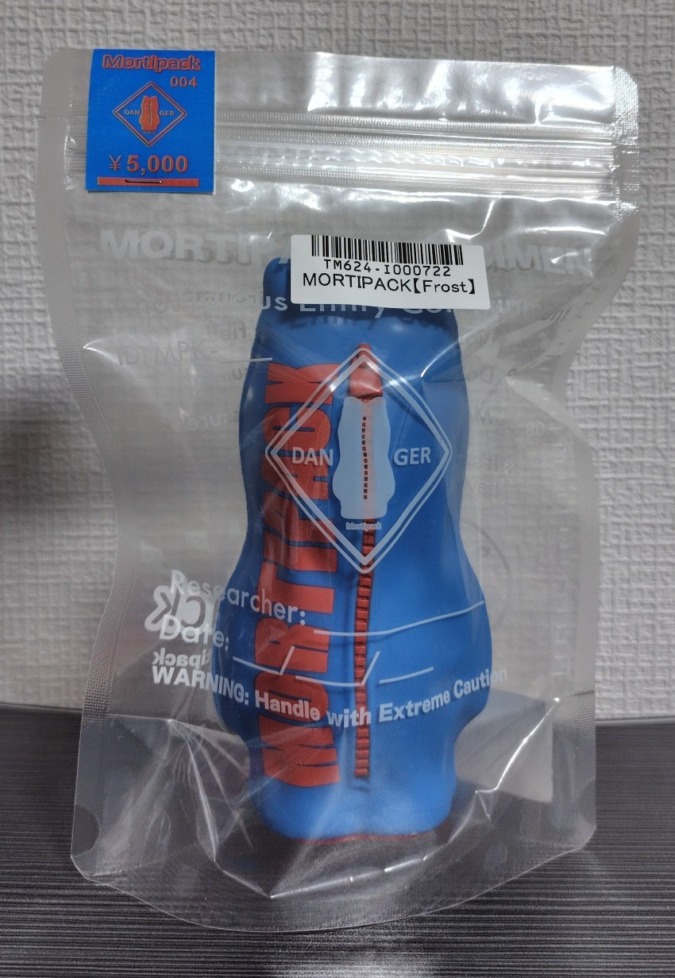 Mortipack
004
DAN GER
¥5,000
TM624-I000722
MORTIPACK【Frost】
MORTIPACK
DAN GER
Mortipack
Researcher:
Date: / /
WARNING: Handle with Extreme Caution